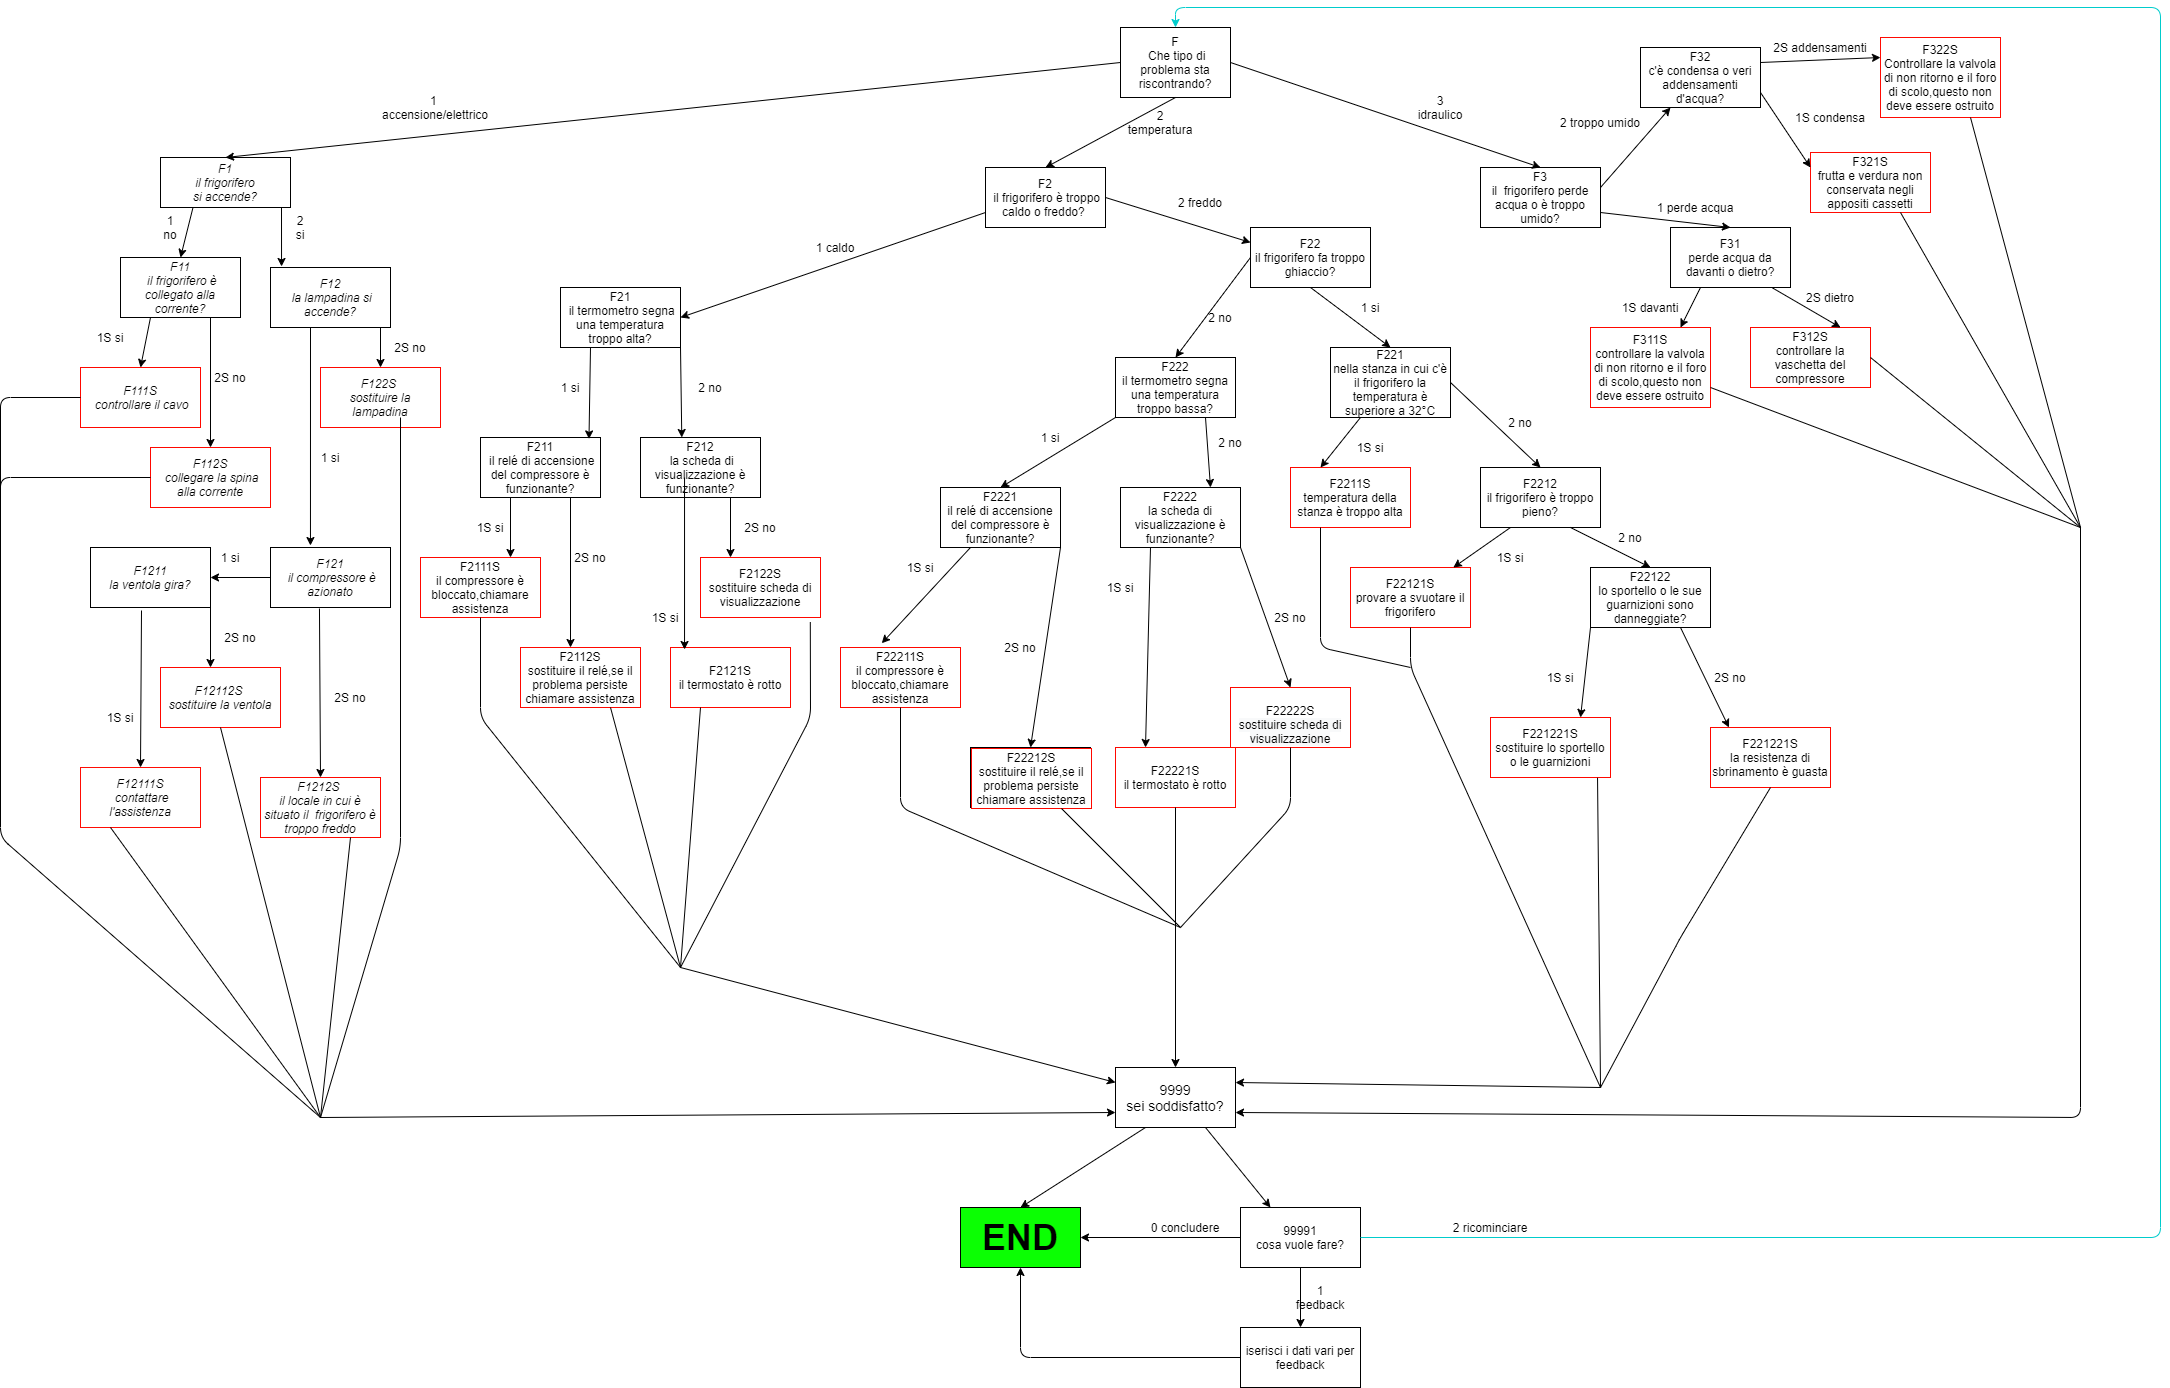 F
Che tipo di
problema sta
riscontrando?
1
accensione/elettrico
2
temperatura
3
idraulico
F1
il frigorifero
si accende?
1
no
2
si
F11
il frigorifero è
collegato alla
corrente?
F12
la lampadina si
accende?
1S si
2S no
2S no
F111S
controllare il cavo
F122S
sostituire la
lampadina
F112S
collegare la spina
alla corrente
1 si
F1211
la ventola gira?
1 si
F121
il compressore è
azionato
2S no
1S si
2S no
F12112S
sostituire la ventola
F12111S
contattare
l'assistenza
F1212S
il locale in cui è
situato il  frigorifero è
troppo freddo
F2
il frigorifero è troppo
caldo o freddo?
1 caldo
2 freddo
F21
il termometro segna
una temperatura
troppo alta?
1 si
2 no
F211
il relé di accensione
del compressore è
funzionante?
F212
la scheda di
visualizzazione è
funzionante?
1S si
2S no
2S no
1S si
F2111S
il compressore è
bloccato,chiamare
assistenza
F2122S
sostituire scheda di
visualizzazione
F2112S
sostituire il relé,se il
problema persiste
chiamare assistenza
F2121S
il termostato è rotto
F22
il frigorifero fa troppo
ghiaccio?
2 no
1 si
F222
il termometro segna
una temperatura
troppo bassa?
1 si
2 no
F2221
il relé di accensione
del compressore è
funzionante?
F2222
la scheda di
visualizzazione è
funzionante?
1S si
2S no
1S si
2S no
F22211S
il compressore è
bloccato,chiamare
assistenza
F22212S
sostituire il relé,se il
problema persiste
chiamare assistenza
F22221S
il termostato è rotto
F22222S
sostituire scheda di
visualizzazione
F221
nella stanza in cui c'è
il frigorifero la
temperatura è
superiore a 32°C
1S si
2 no
F2211S
temperatura della
stanza è troppo alta
F2212
il frigorifero è troppo
pieno?
1S si
2 no
F22121S
provare a svuotare il
frigorifero
F22122
lo sportello o le sue
guarnizioni sono
danneggiate?
1S si
2S no
F221221S
sostituire lo sportello
o le guarnizioni
F221221S
la resistenza di
sbrinamento è guasta
F3
il  frigorifero perde
acqua o è troppo
umido?
2 troppo umido
1 perde acqua
F32
c'è condensa o veri
addensamenti
d'acqua?
2S addensamenti
1S condensa
F322S
Controllare la valvola
di non ritorno e il foro
di scolo,questo non
deve essere ostruito
F321S
frutta e verdura non
conservata negli
appositi cassetti
F31
perde acqua da
davanti o dietro?
1S davanti
2S dietro
F311S
controllare la valvola
di non ritorno e il foro
di scolo,questo non
deve essere ostruito
F312S
controllare la
vaschetta del
compressore
9999
sei soddisfatto?
END
0 concludere
99991
cosa vuole fare?
2 ricominciare
1
feedback
iserisci i dati vari per
feedback